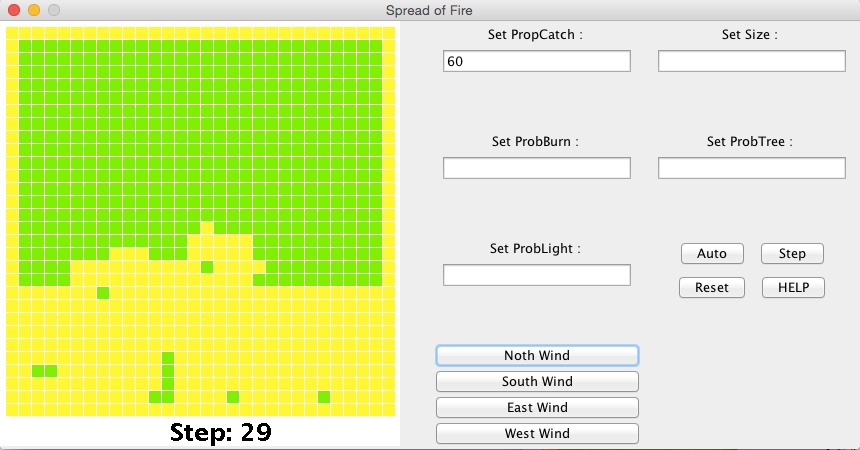 Spread of Fire
Set PropCatch :
Set Size :
60
Set ProbBurn :
Set ProbTree :
Set ProbLight :
Auto
Step
Reset
HELP
Noth Wind
South Wind
East Wind
West Wind
Step: 29